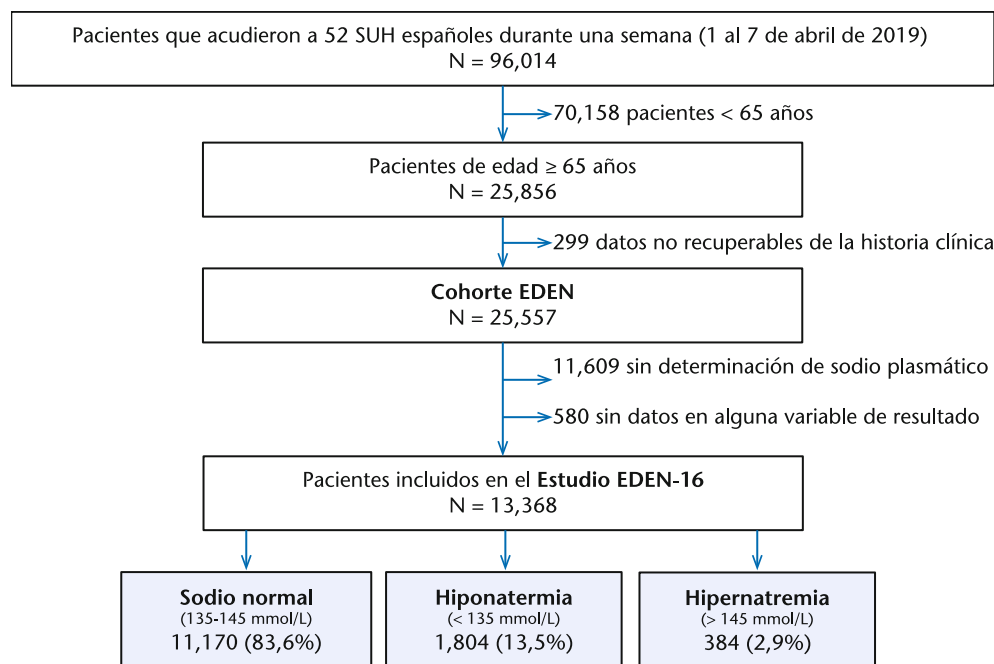 Pacientes que acudieron a 52 SUH españoles durante una semana (1 al 7 de abril de 2019)
N = 96,014
70,158 pacientes < 65 años
Pacientes de edad ≥ 65 años
N = 25,856
299 datos no recuperables de la historia clínica
Cohorte EDEN
N = 25,557
11,609 sin determinación de sodio plasmático
580 sin datos en alguna variable de resultado
Pacientes incluidos en el Estudio EDEN-16
N = 13,368
Sodio normal
(135-145 mmol/L)
11,170 (83,6%)
Hiponatermia
(< 135 mmol/L)
1,804 (13,5%)
Hipernatremia
(> 145 mmol/L)
384 (2,9%)